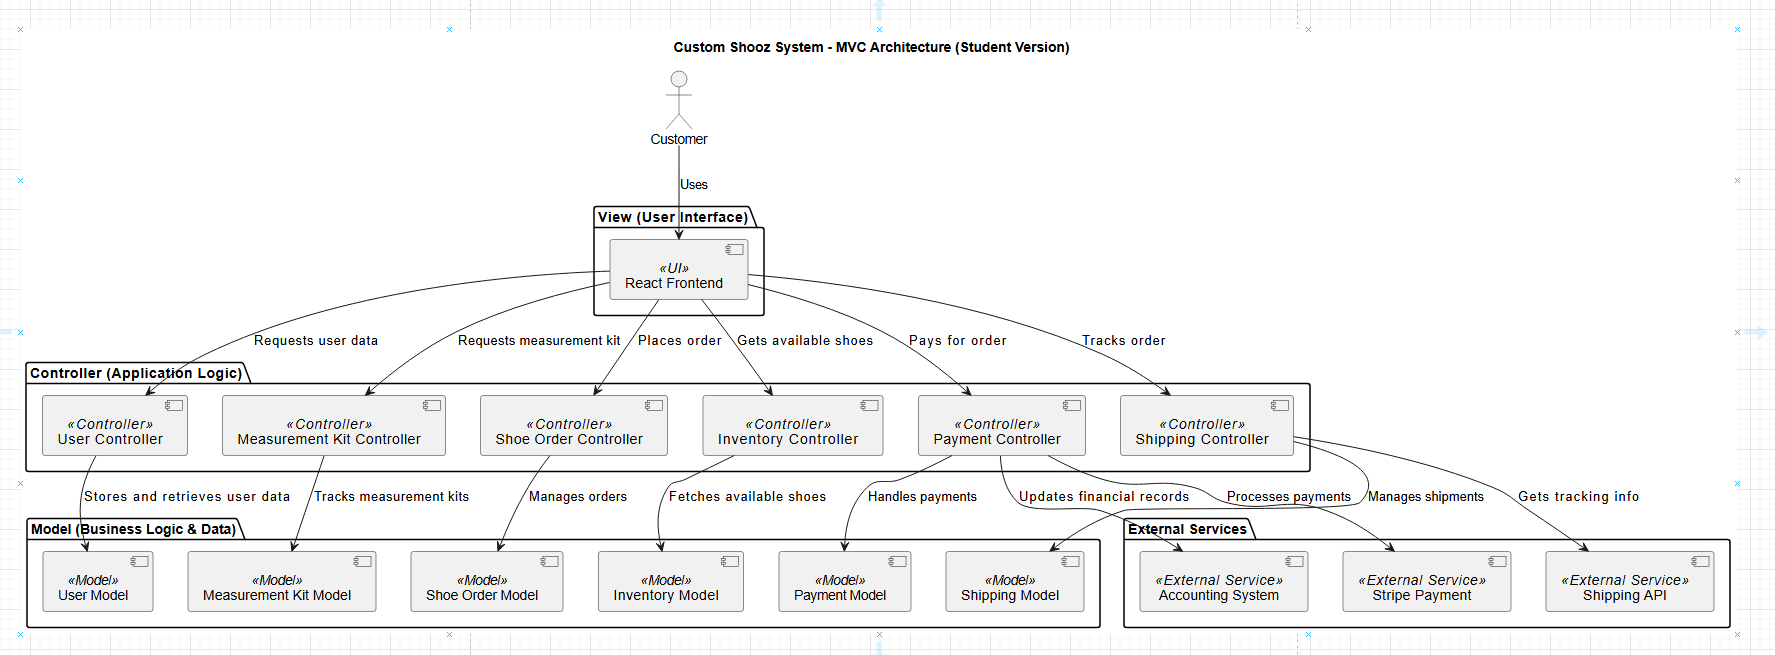 Custom Shooz System - MVC Architecture (Student Version)
Customer
Uses
View (User Interface)
«UI»
React Frontend
Requests user data
Requests measurement kit
Places order
Gets available shoes
Pays for order
Tracks order
Controller (Application Logic)
«Controller»
User Controller
«Controller»
Measurement Kit Controller
«Controller»
Shoe Order Controller
«Controller»
Inventory Controller
«Controller»
Payment Controller
«Controller»
Shipping Controller
Stores and retrieves user data
Tracks measurement kits
Manages orders
Fetches available shoes
Handles payments
Updates financial records
Processes payments
Manages shipments
Gets tracking info
Model (Business Logic & Data)
«Model»
User Model
«Model»
Measurement Kit Model
«Model»
Shoe Order Model
«Model»
Inventory Model
«Model»
Payment Model
«Model»
Shipping Model
External Services
«External Service»
Accounting System
«External Service»
Stripe Payment
«External Service»
Shipping API